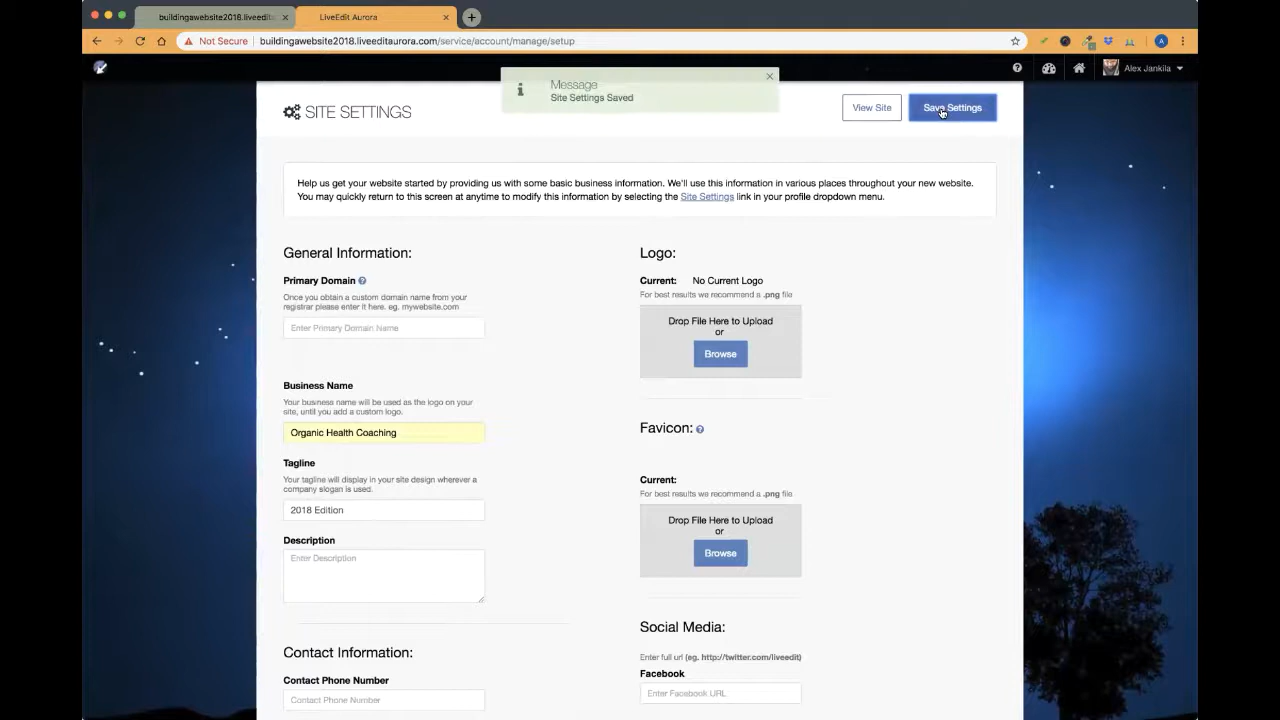 buildingawebsite2018.liveedit
LiveEdit Aurora
Not Secure
buildingawebsite2018.liveeditaurora.com/service/account/manage/setup
A
Alex Jankila
Message
Site Settings Saved
SITE SETTINGS
View Site
Save Settings
Help us get your website started by providing us with some basic business information. We'll use this information in various places throughout your new website.
You may quickly return to this screen at anytime to modify this information by selecting the Site Settings link in your profile dropdown menu.
General Information:
Primary Domain
Once you obtain a custom domain name from your
registrar please enter it here. eg. mywebsite.com
Enter Primary Domain Name
Business Name
Your business name will be used as the logo on your
site, until you add a custom logo.
Organic Health Coaching
Tagline
Your tagline will display in your site design wherever a
company slogan is used.
2018 Edition
Description
Enter Description
Contact Information:
Contact Phone Number
Contact Phone Number
Logo:
Current: No Current Logo
For best results we recommend a .png file
Drop File Here to Upload
or
Browse
Favicon:
Current:
For best results we recommend a .png file
Drop File Here to Upload
or
Browse
Social Media:
Enter full url (eg. http://twitter.com/liveedit)
Facebook
Enter Facebook URL